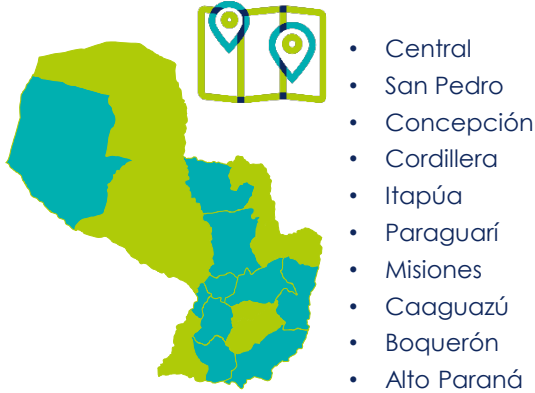 • Central
• San Pedro
• Concepción
• Cordillera
• Itapúa
• Paraguarí
• Misiones
• Caaguazú
• Boquerón
• Alto Paraná